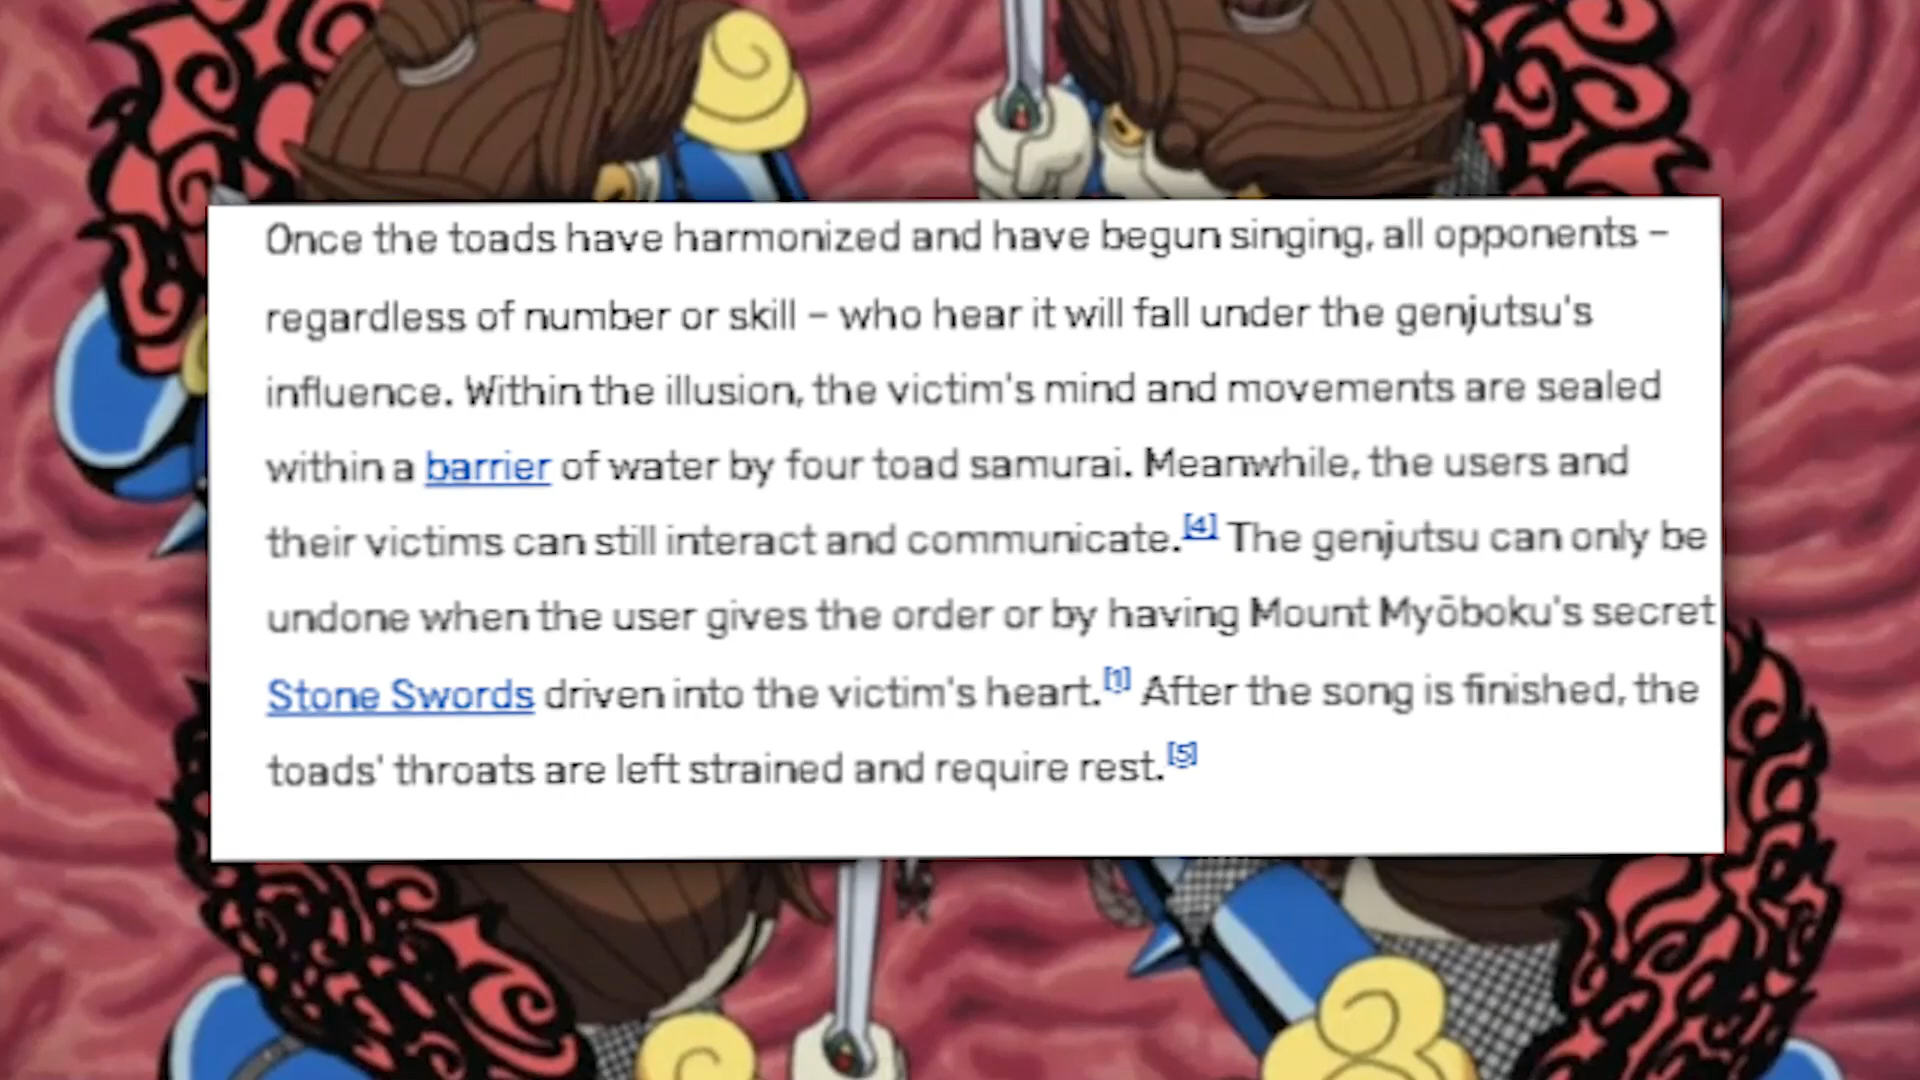 Once the toads have harmonized and have begun singing, all opponents –
regardless of number or skill – who hear it will fall under the genjutsu's
influence. Within the illusion, the victim's mind and movements are sealed
within a barrier of water by four toad samurai. Meanwhile, the users and
their victims can still interact and communicate.[4] The genjutsu can only be
undone when the user gives the order or by having Mount Myōboku's secret
Stone Swords driven into the victim's heart.[1] After the song is finished, the
toads' throats are left strained and require rest.[5]